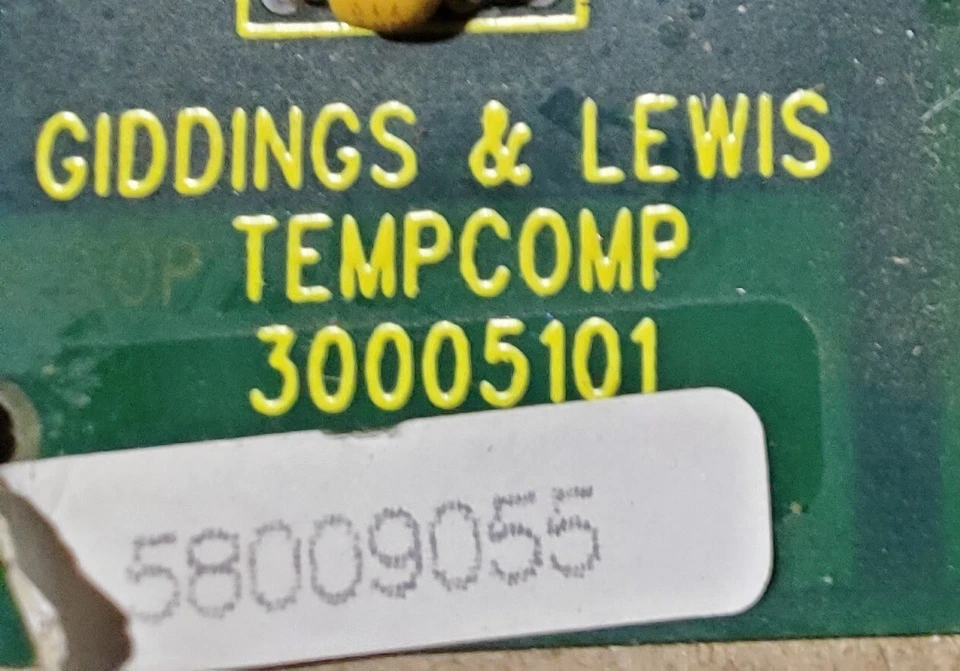 GIDDINGS & LEWIS
TEMPCOMP
30005101
58009055